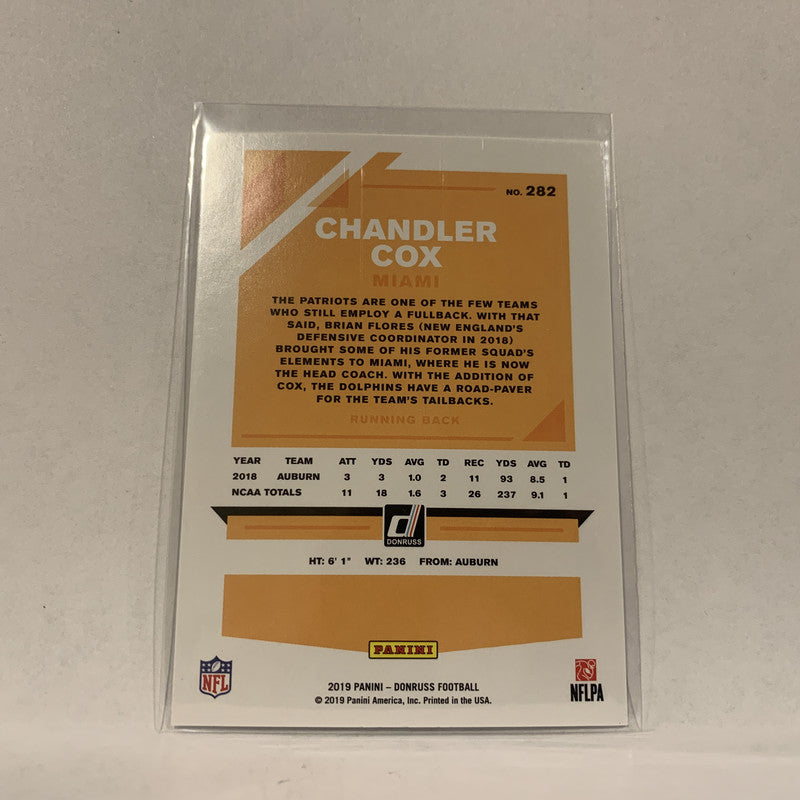 NO. 282
CHANDLER
COX
MIAMI
THE PATRIOTS ARE ONE OF THE FEW TEAMS
WHO STILL EMPLOY A FULLBACK. WITH THAT
SAID, BRIAN FLORES (NEW ENGLAND'S
DEFENSIVE COORDINATOR IN 2018)
BROUGHT SOME OF HIS FORMER SQUAD'S
ELEMENTS TO MIAMI, WHERE HE IS NOW
THE HEAD COACH. WITH THE ADDITION OF
COX, THE DOLPHINS HAVE A ROAD-PAVER
FOR THE TEAM'S TAILBACKS.
RUNNING BACK
YEAR TEAM ATT YDS AVG TD REC YDS AVG TD
2018 AUBURN 3 3 1.0 2 11 93 8.5 1
NCAA TOTALS 11 18 1.6 3 26 237 9.1 1
d
DONRUSS
HT: 6' 1" WT: 236 FROM: AUBURN
PANINI
NFL
2019 PANINI – DONRUSS FOOTBALL
© 2019 Panini America, Inc. Printed in the USA.
NFLPA